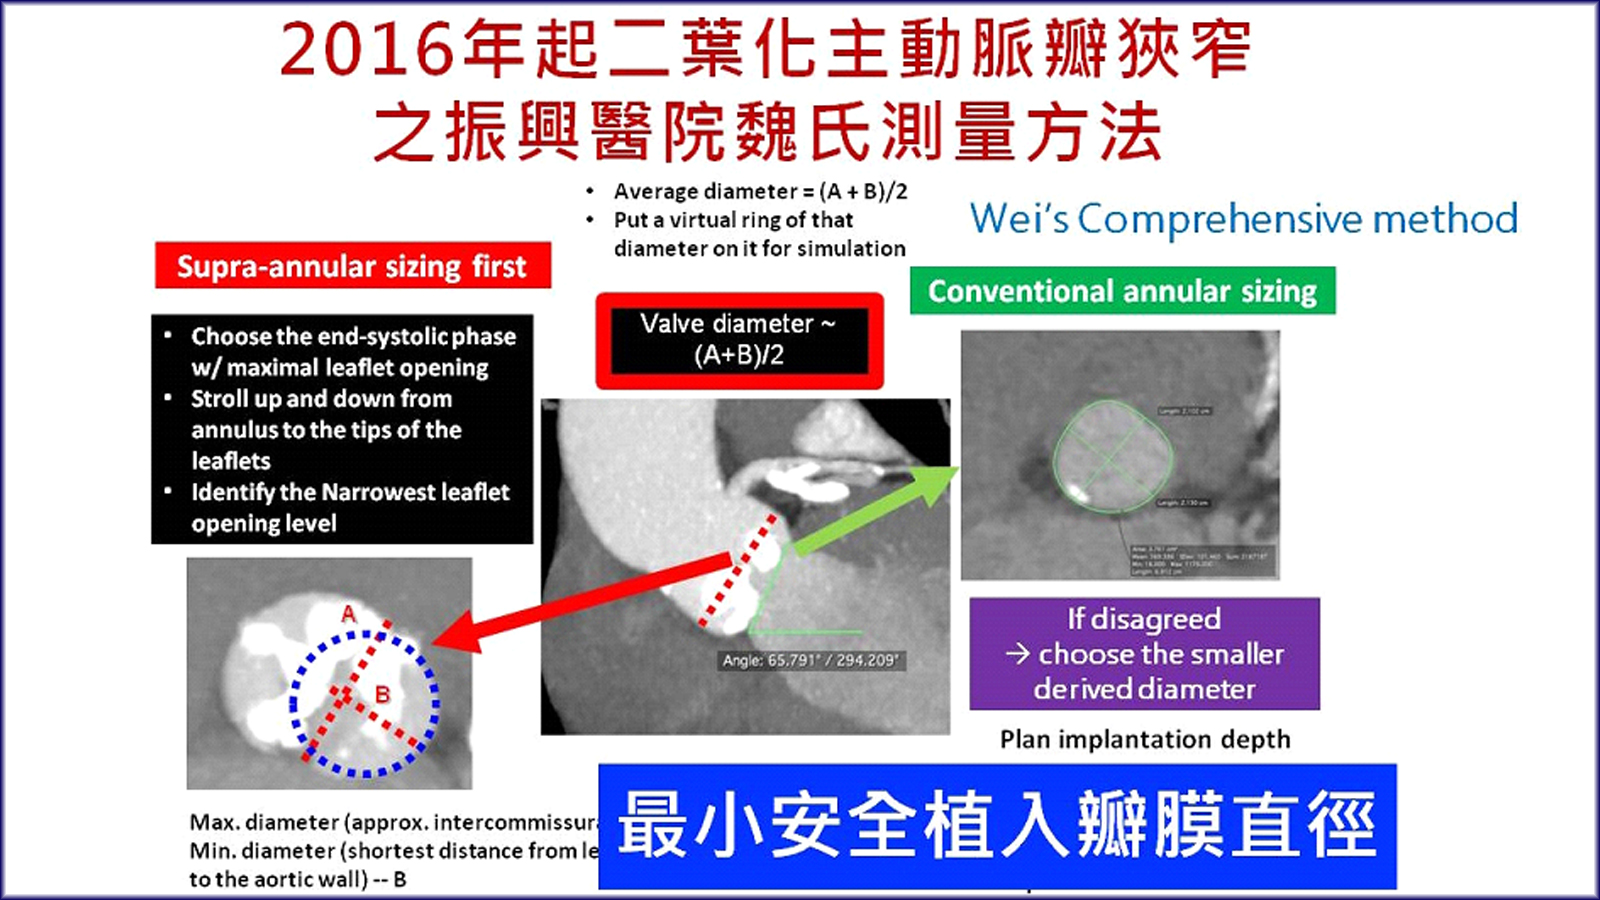 2016年起二葉化主動脈瓣狹窄
之振興醫院魏氏測量方法
• Average diameter = (A + B)/2
• Put a virtual ring of that
diameter on it for simulation
Wei's Comprehensive method
Supra-annular sizing first
• Choose the end-systolic phase
w/ maximal leaflet opening
• Stroll up and down from
annulus to the tips of the
leaflets
• Identify the Narrowest leaflet
opening level
Valve diameter ~
(A+B)/2
Conventional annular sizing
A
B
Angle: 65.791° / 294.209°
If disagreed
→ choose the smaller
derived diameter
Plan implantation depth
Max. diameter (approx. intercommissura
Min. diameter (shortest distance from le
to the aortic wall) -- B
最小安全植入瓣膜直徑